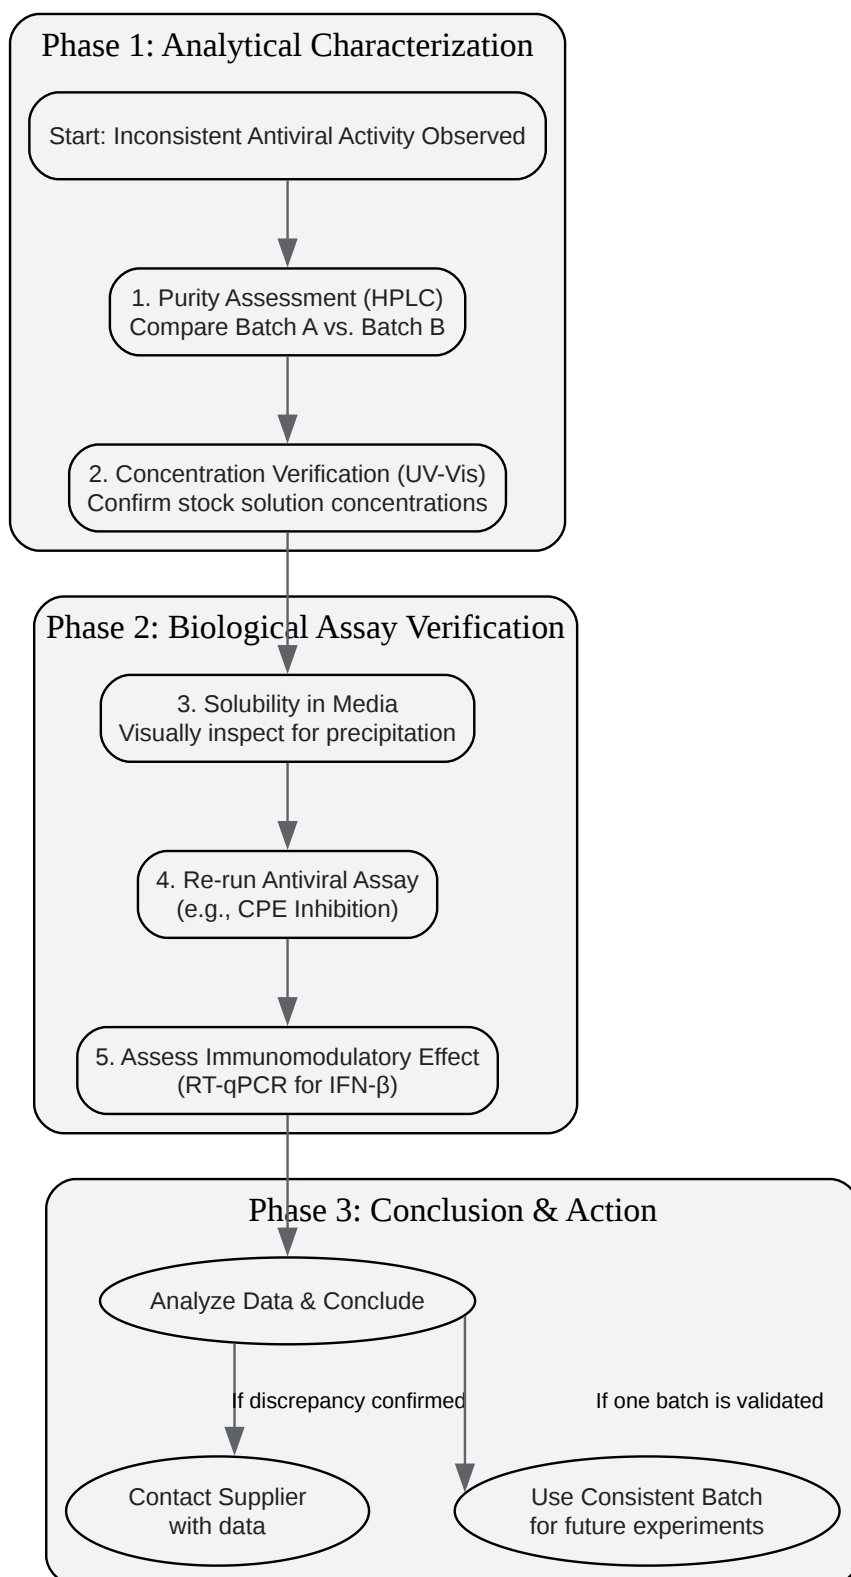 Phase 1: Analytical Characterization
Start: Inconsistent Antiviral Activity Observed
1. Purity Assessment (HPLC)
Compare Batch A vs. Batch B
2. Concentration Verification (UV-Vis)
Confirm stock solution concentrations
Phase 2: Biological Assay Verification
3. Solubility in Media
Visually inspect for precipitation
4. Re-run Antiviral Assay
(e.g., CPE Inhibition)
5. Assess Immunomodulatory Effect
(RT-qPCR for IFN-β)
Phase 3: Conclusion & Action
Analyze Data & Conclude
If discrepancy confirmed
If one batch is validated
Contact Supplier
with data
Use Consistent Batch
for future experiments